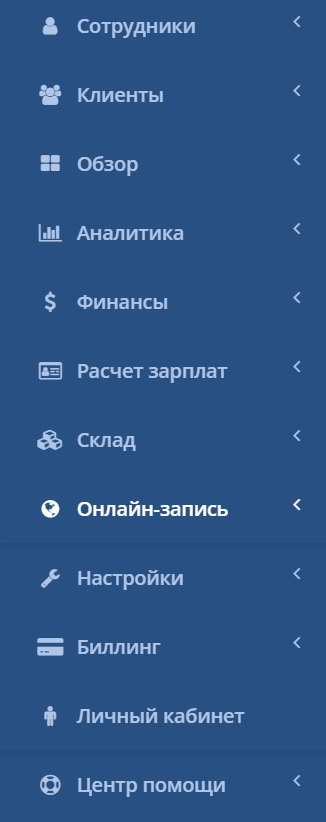 Сотрудники
Клиенты
Обзор
Аналитика
Финансы
Расчет зарплат
Склад
Онлайн-запись
Настройки
Биллинг
Личный кабинет
Центр помощи